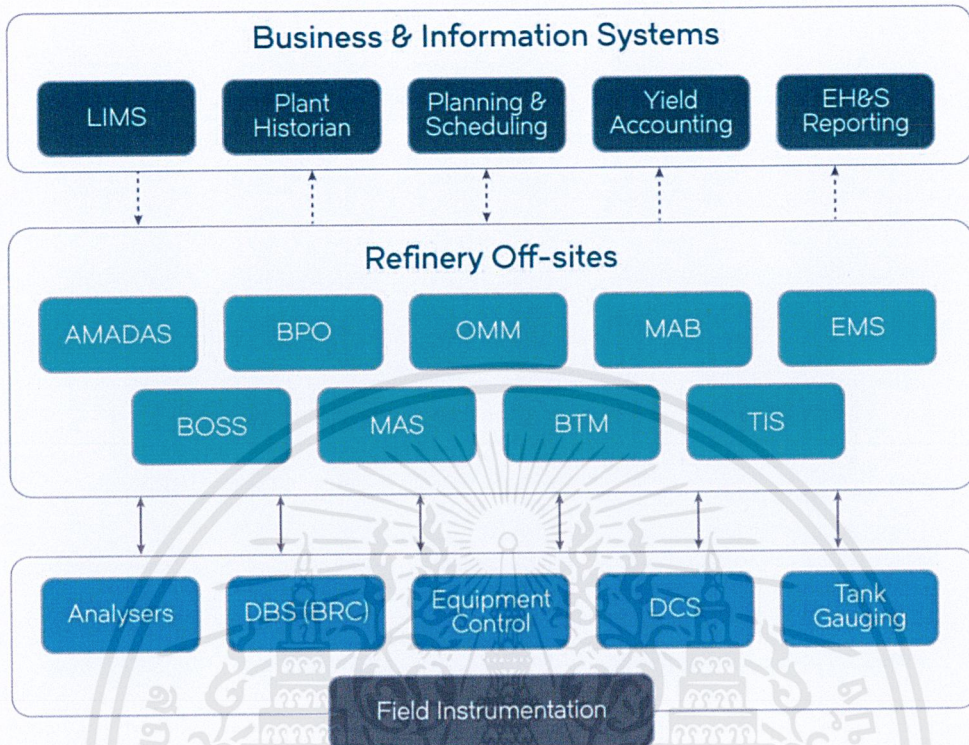 Business & Information Systems
LIMS
Plant
Historian
Planning &
Scheduling
Yield
Accounting
EH&S
Reporting
Refinery Off-sites
AMADAS
BPO
OMM
MAB
EMS
BOSS
MAS
BTM
TIS
Analysers
DBS (BRC)
Equipment
Control
DCS
Tank
Gauging
Field Instrumentation